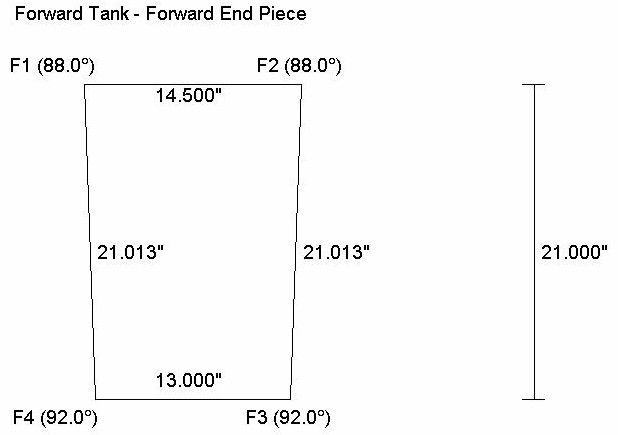 Forward Tank - Forward End Piece
F1 (88.0°) F2 (88.0°)
14.500"
21.013" 21.013" 21.000"
13.000"
F4 (92.0°) F3 (92.0°)